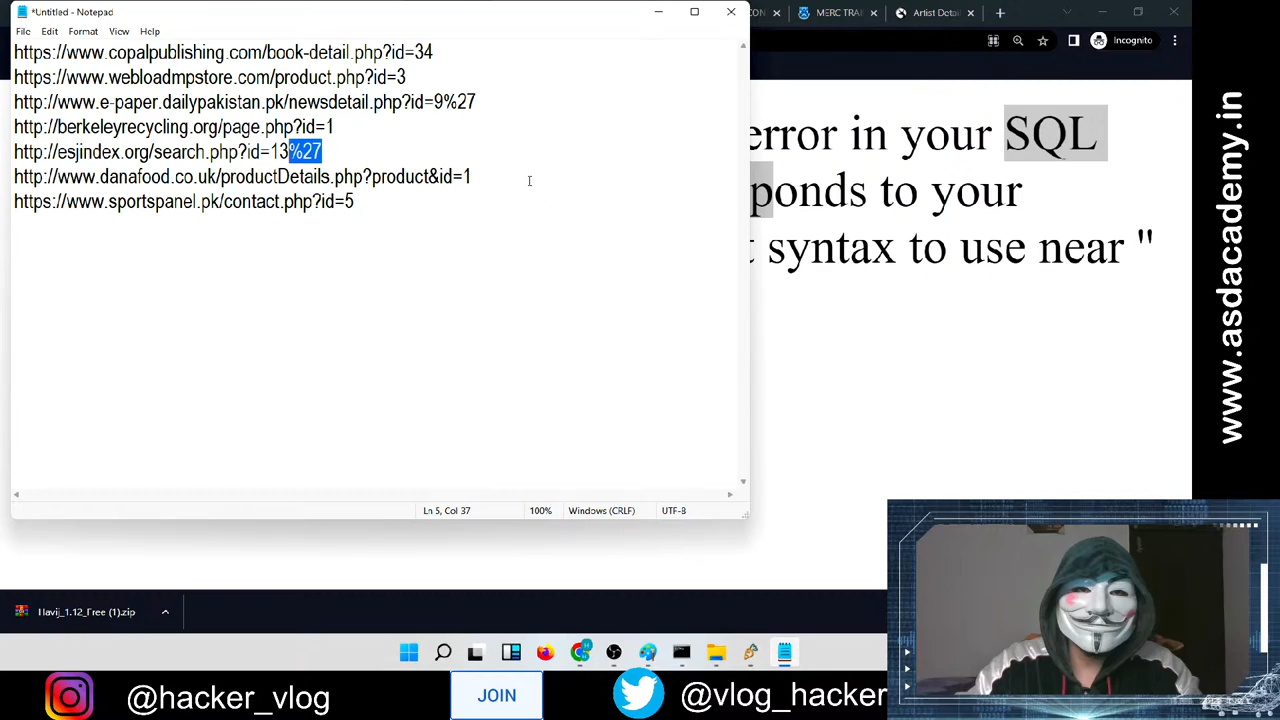 *Untitled - Notepad
CON
MERC TRAI
Artist Detail
File Edit Format View Help
Incognito
https://www.copalpublishing.com/book-detail.php?id=34
https://www.webloadmpstore.com/product.php?id=3
http://www.e-paper.dailypakistan.pk/newsdetail.php?id=9%27
http://berkeleyrecycling.org/page.php?id=1
http://esjindex.org/search.php?id=13%27
http://www.danafood.co.uk/productDetails.php?product&id=1
https://www.sportspanel.pk/contact.php?id=5
error in your SQL
ponds to your
t syntax to use near "
www.asdacademy.in
Ln 5, Col 37
100%
Windows (CRLF)
UTF-8
Havij_1.12_Free (1).zip
@hacker_vlog
JOIN
@vlog_hacker